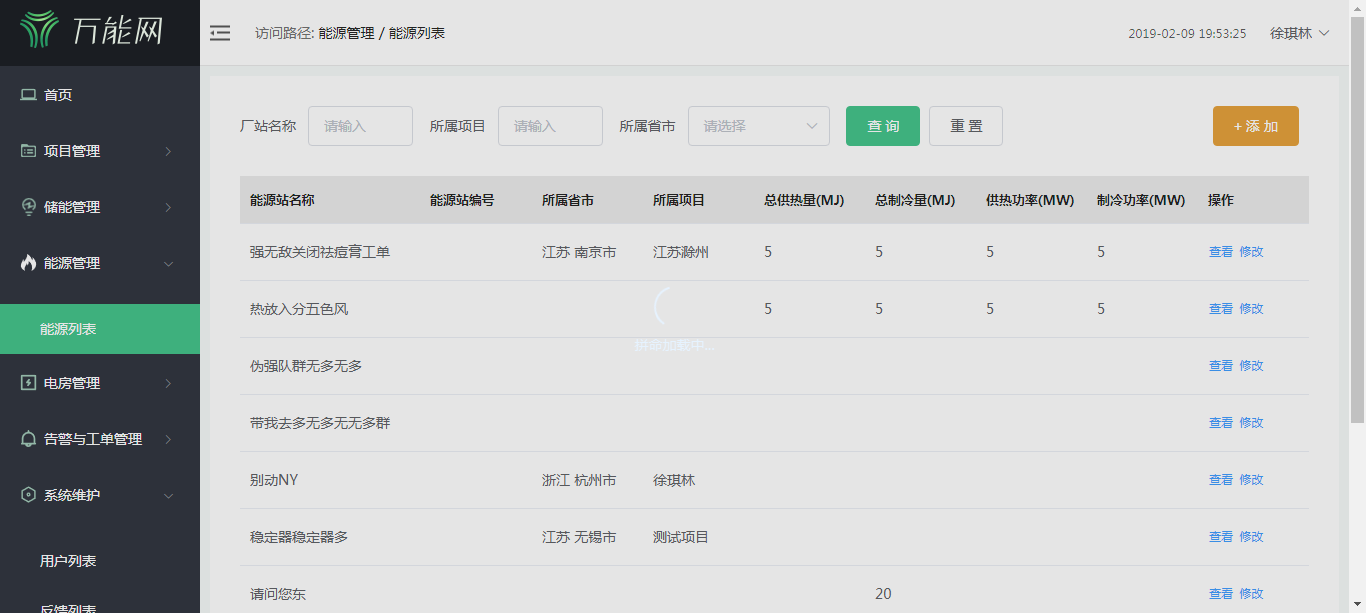 万能网
访问路径: 能源管理 / 能源列表
2019-02-09 19:53:25 徐琪林
首页
项目管理
储能管理
能源管理
能源列表
电房管理
告警与工单管理
系统维护
用户列表
反馈列表
厂站名称 请输入 所属项目 请输入 所属省市 请选择 查 询 重 置 + 添 加
能源站名称 能源站编号 所属省市 所属项目 总供热量(MJ) 总制冷量(MJ) 供热功率(MW) 制冷功率(MW) 操作
强无敌关闭祛痘膏工单 江苏 南京市 江苏滁州 5 5 5 5 查看 修改
热放入分五色风 5 5 5 5 查看 修改
拼命加载中...
伪强队群无多无多 查看 修改
带我去多无多无无多群 查看 修改
别动NY 浙江 杭州市 徐琪林 查看 修改
稳定器稳定器多 江苏 无锡市 测试项目 查看 修改
请问您东 20 查看 修改